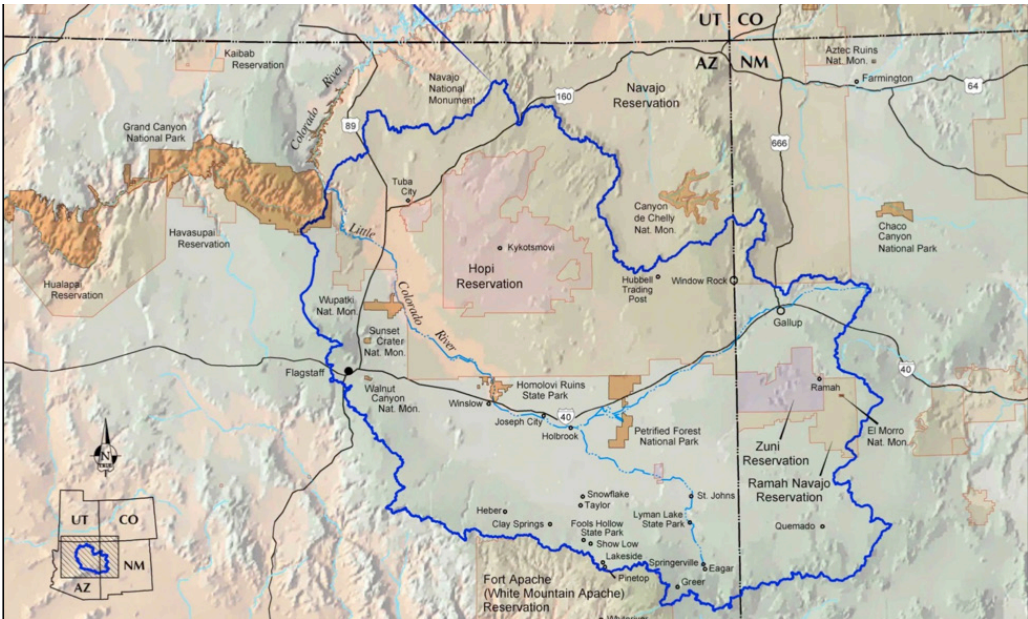 UT CO
AZ NM
Kaibab
Reservation
Colorado River
Navajo
National
Monument
160
89
Navajo
Reservation
Aztec Ruins
Nat. Mon.
Farmington
64
666
Grand Canyon
National Park
Tuba
City
Canyon
de Chelly
Nat. Mon.
Chaco
Canyon
National Park
Havasupai
Reservation
Little
Colorado
River
Kykotsmovi
Hopi
Reservation
Hubbell
Trading
Post
Window Rock
Hualapai
Reservation
Wupatki
Nat. Mon.
Gallup
Sunset
Crater
Nat. Mon.
Flagstaff
Walnut
Canyon
Nat. Mon.
Homolovi Ruins
State Park
Winslow
Joseph City
40
Holbrook
Petrified Forest
National Park
40
Ramah
El Morro
Nat. Mon.
Zuni
Reservation
Ramah Navajo
Reservation
N
Snowflake
Taylor
Heber
Clay Springs
Fools Hollow
State Park
Show Low
Lakeside
Pinetop
St. Johns
Lyman Lake
State Park
Quemado
Springerville
Eagar
Greer
Fort Apache
(White Mountain Apache)
Reservation
UT CO
AZ NM